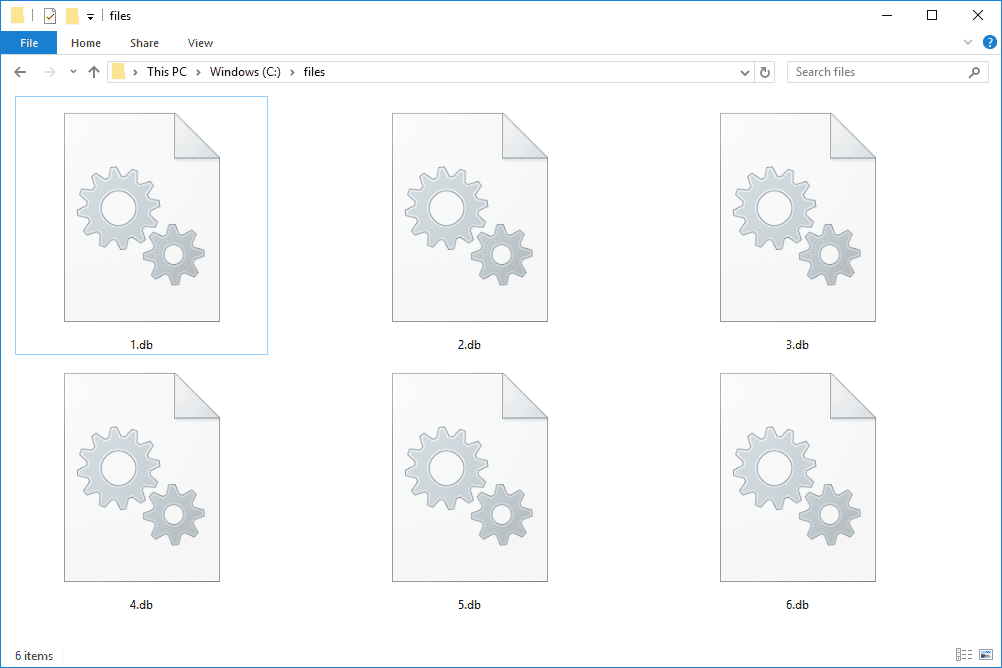 files
File Home Share View ?
This PC Windows (C:) files Search files
1.db 2.db 3.db
4.db 5.db 6.db
6 items